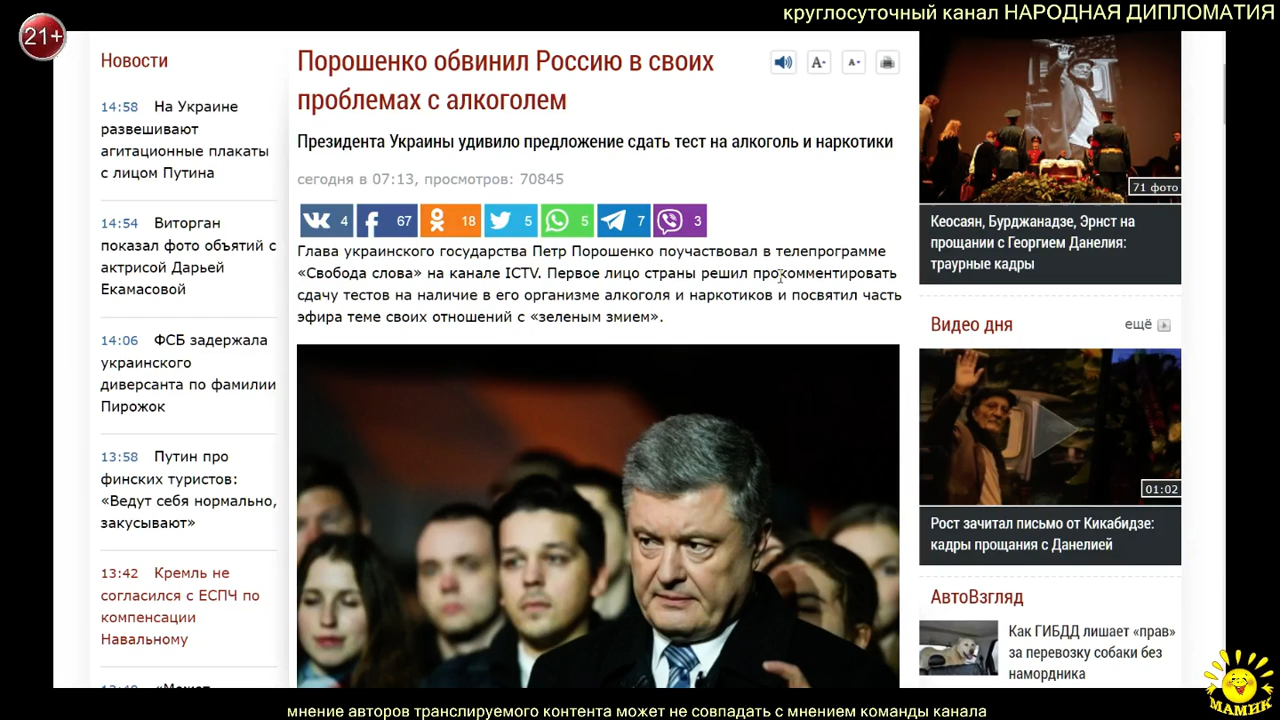 круглосуточный канал НАРОДНАЯ ДИПЛОМАТИЯ
21+
Новости
14:58 На Украине
развешивают
агитационные плакаты
с лицом Путина
14:54 Виторган
показал фото объятий с
актрисой Дарьей
Екамасовой
14:06 ФСБ задержала
украинского
диверсанта по фамилии
Пирожок
13:58 Путин про
финских туристов:
«Ведут себя нормально,
закусывают»
13:42 Кремль не
согласился с ЕСПЧ по
компенсации
Навальному
Порошенко обвинил Россию в своих
проблемах с алкоголем
A+
A-
Президента Украины удивило предложение сдать тест на алкоголь и наркотики
сегодня в 07:13, просмотров: 70845
4 67 18 5 5 7 3
Глава украинского государства Петр Порошенко поучаствовал в телепрограмме
«Свобода слова» на канале ICTV. Первое лицо страны решил прокомментировать
сдачу тестов на наличие в его организме алкоголя и наркотиков и посвятил часть
эфира теме своих отношений с «зеленым змием».
71 фото
Кеосаян, Бурджанадзе, Эрнст на
прощании с Георгием Данелия:
траурные кадры
Видео дня ещё
01:02
Рост зачитал письмо от Кикабидзе:
кадры прощания с Данелией
АвтоВзгляд
Как ГИБДД лишает «прав»
за перевозку собаки без
намордника
МАМИК
мнение авторов транслируемого контента может не совпадать с мнением команды канала